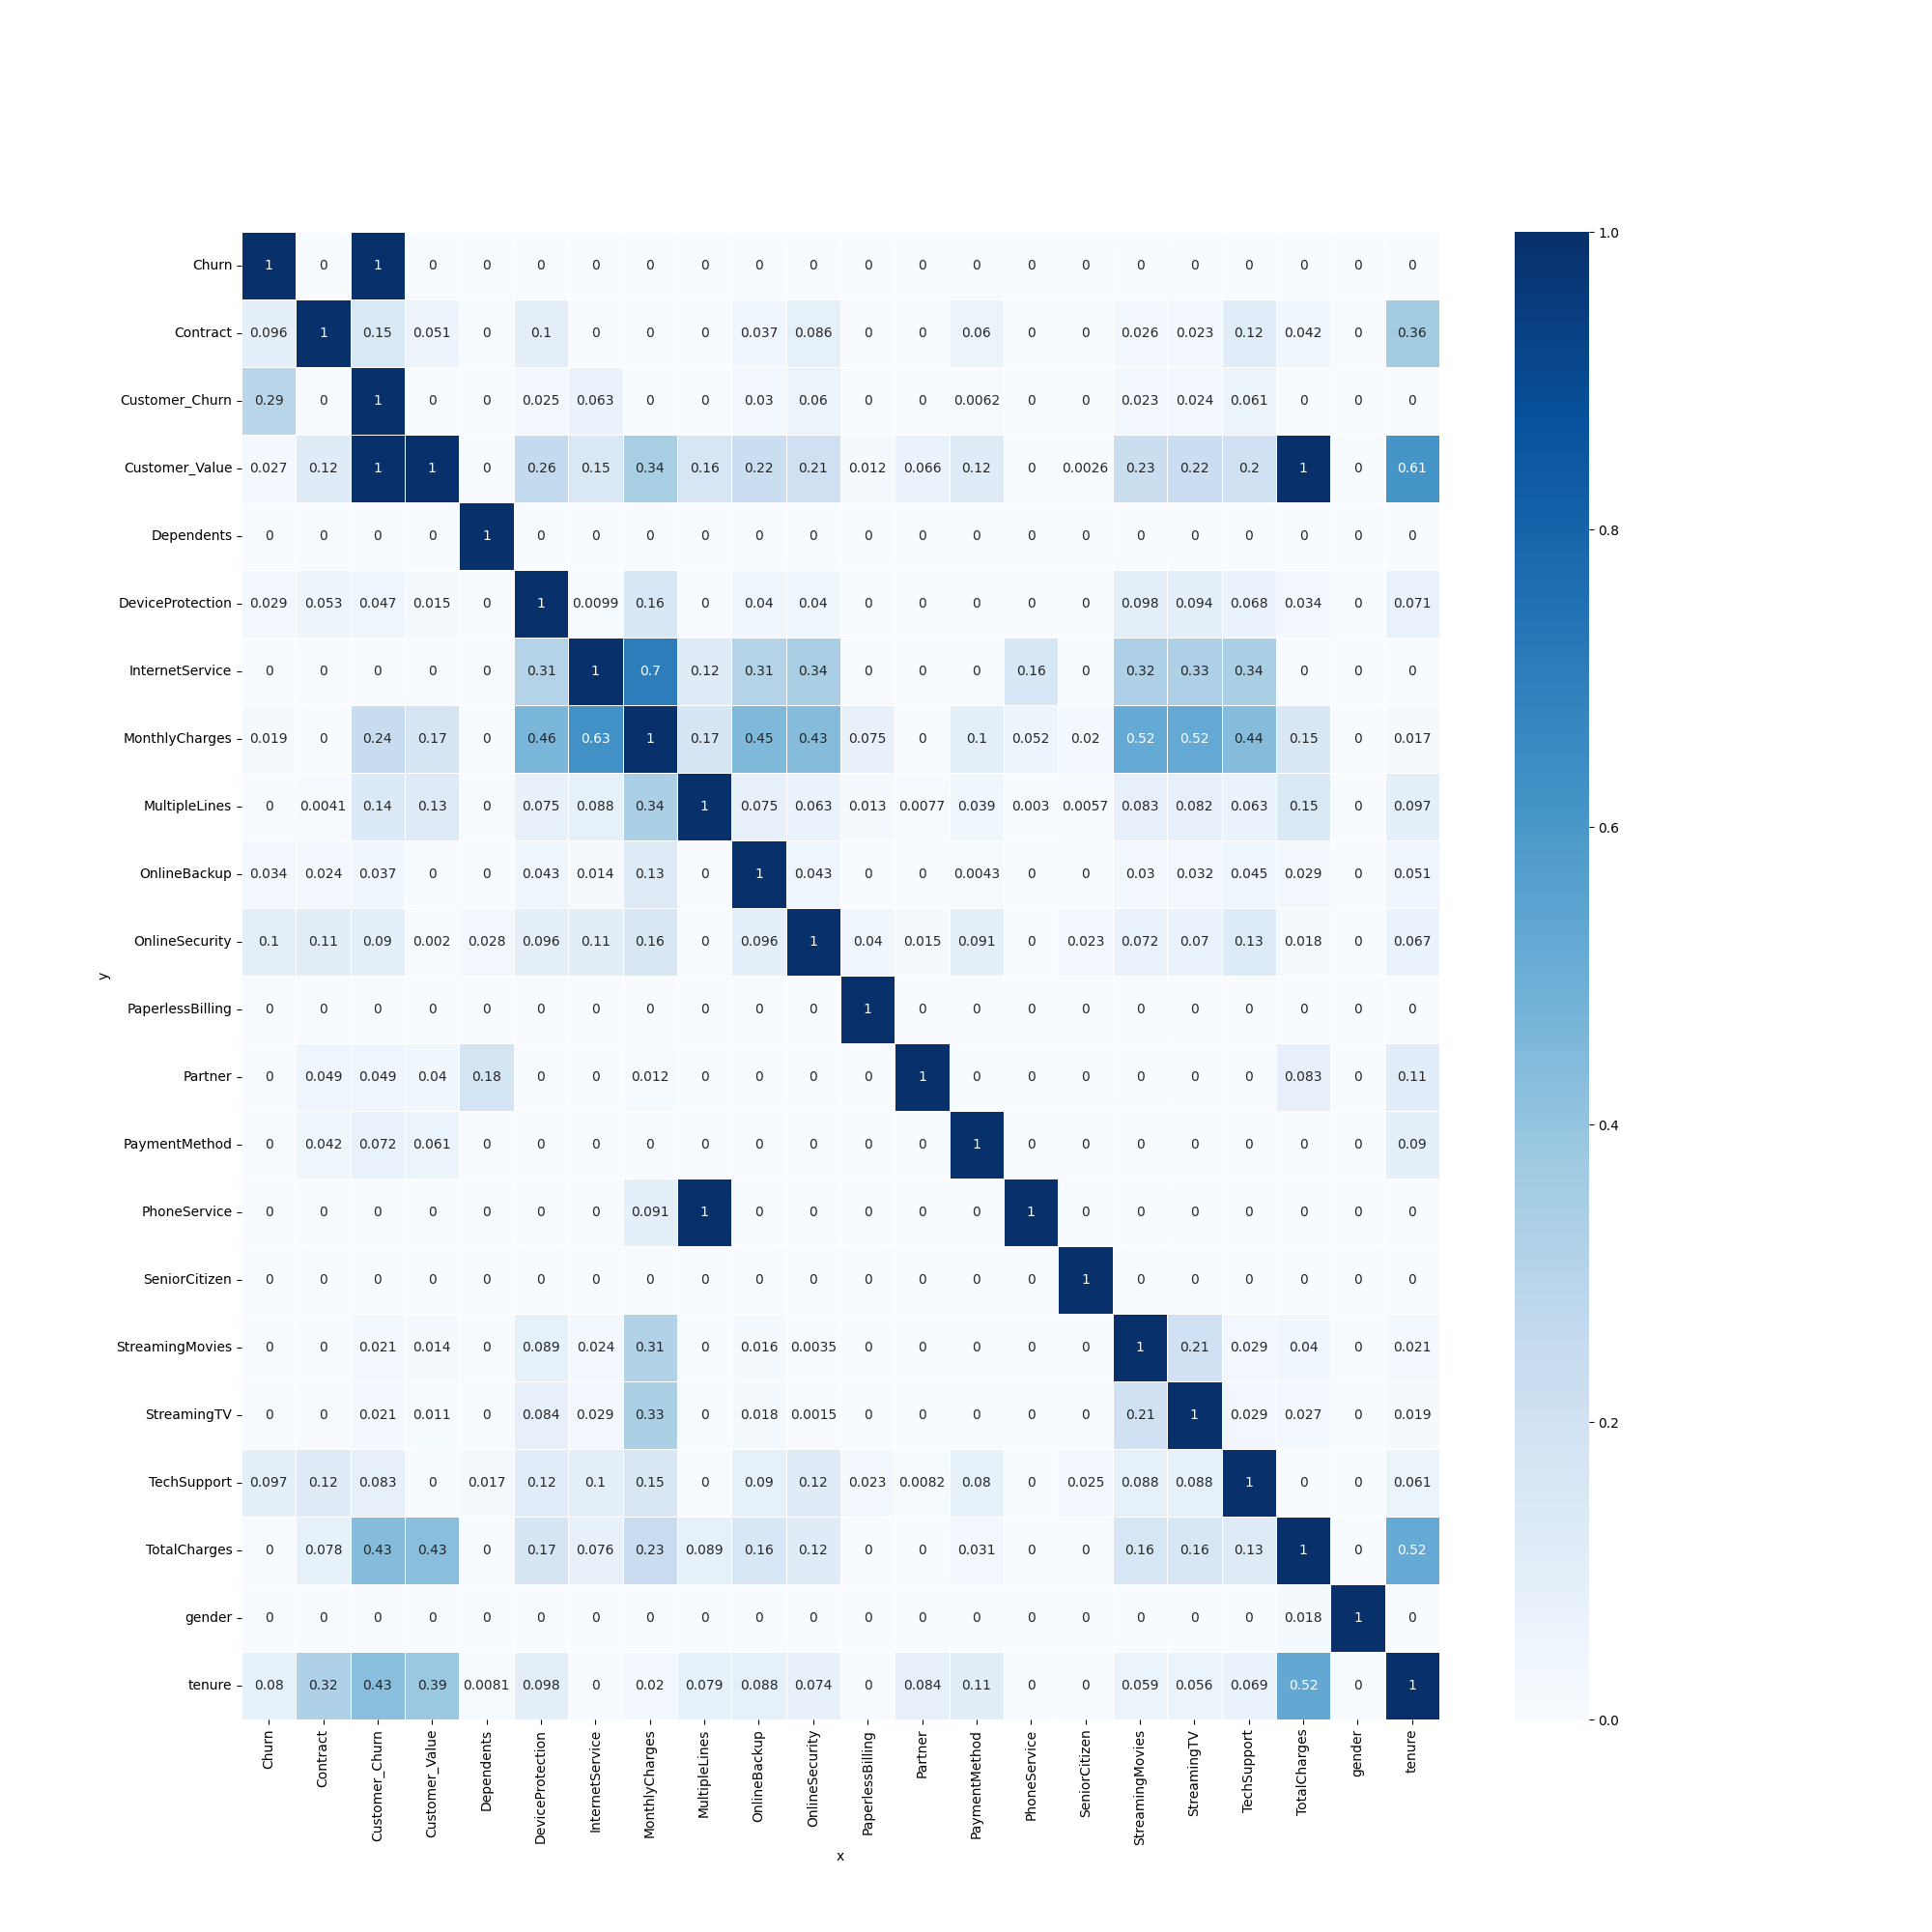 Churn 1 0 1 0 0 0 0 0 0 0 0 0 0 0 0 0 0 0 0 0 0 0
Contract 0.096 1 0.15 0.051 0 0.1 0 0 0 0.037 0.086 0 0 0.06 0 0 0.026 0.023 0.12 0.042 0 0.36
Customer_Churn 0.29 0 1 0 0 0.025 0.063 0 0 0.03 0.06 0 0 0.0062 0 0 0.023 0.024 0.061 0 0 0
Customer_Value 0.027 0.12 1 1 0 0.26 0.15 0.34 0.16 0.22 0.21 0.012 0.066 0.12 0 0.0026 0.23 0.22 0.2 1 0 0.61
Dependents 0 0 0 0 1 0 0 0 0 0 0 0 0 0 0 0 0 0 0 0 0 0
DeviceProtection 0.029 0.053 0.047 0.015 0 1 0.0099 0.16 0 0.04 0.04 0 0 0 0 0 0.098 0.094 0.068 0.034 0 0.071
InternetService 0 0 0 0 0 0.31 1 0.7 0.12 0.31 0.34 0 0 0 0.16 0 0.32 0.33 0.34 0 0 0
MonthlyCharges 0.019 0 0.24 0.17 0 0.46 0.63 1 0.17 0.45 0.43 0.075 0 0.1 0.052 0.02 0.52 0.52 0.44 0.15 0 0.017
MultipleLines 0 0.0041 0.14 0.13 0 0.075 0.088 0.34 1 0.075 0.063 0.013 0.0077 0.039 0.003 0.0057 0.083 0.082 0.063 0.15 0 0.097
OnlineBackup 0.034 0.024 0.037 0 0 0.043 0.014 0.13 0 1 0.043 0 0 0.0043 0 0 0.03 0.032 0.045 0.029 0 0.051
OnlineSecurity 0.1 0.11 0.09 0.002 0.028 0.096 0.11 0.16 0 0.096 1 0.04 0.015 0.091 0 0.023 0.072 0.07 0.13 0.018 0 0.067
PaperlessBilling 0 0 0 0 0 0 0 0 0 0 0 1 0 0 0 0 0 0 0 0 0 0
Partner 0 0.049 0.049 0.04 0.18 0 0 0.012 0 0 0 0 1 0 0 0 0 0 0 0.083 0 0.11
PaymentMethod 0 0.042 0.072 0.061 0 0 0 0 0 0 0 0 0 1 0 0 0 0 0 0 0 0.09
PhoneService 0 0 0 0 0 0 0 0.091 1 0 0 0 0 0 1 0 0 0 0 0 0 0
SeniorCitizen 0 0 0 0 0 0 0 0 0 0 0 0 0 0 0 1 0 0 0 0 0 0
StreamingMovies 0 0 0.021 0.014 0 0.089 0.024 0.31 0 0.016 0.0035 0 0 0 0 0 1 0.21 0.029 0.04 0 0.021
StreamingTV 0 0 0.021 0.011 0 0.084 0.029 0.33 0 0.018 0.0015 0 0 0 0 0 0.21 1 0.029 0.027 0 0.019
TechSupport 0.097 0.12 0.083 0 0.017 0.12 0.1 0.15 0 0.09 0.12 0.023 0.0082 0.08 0 0.025 0.088 0.088 1 0 0 0.061
TotalCharges 0 0.078 0.43 0.43 0 0.17 0.076 0.23 0.089 0.16 0.12 0 0 0.031 0 0 0.16 0.16 0.13 1 0 0.52
gender 0 0 0 0 0 0 0 0 0 0 0 0 0 0 0 0 0 0 0 0.018 1 0
tenure 0.08 0.32 0.43 0.39 0.0081 0.098 0 0.02 0.079 0.088 0.074 0 0.084 0.11 0 0 0.059 0.056 0.069 0.52 0 1
y
Churn
Contract
Customer_Churn
Customer_Value
Dependents
DeviceProtection
InternetService
MonthlyCharges
MultipleLines
OnlineBackup
OnlineSecurity
PaperlessBilling
Partner
PaymentMethod
PhoneService
SeniorCitizen
StreamingMovies
StreamingTV
TechSupport
TotalCharges
gender
tenure
x
1.0
0.8
0.6
0.4
0.2
0.0